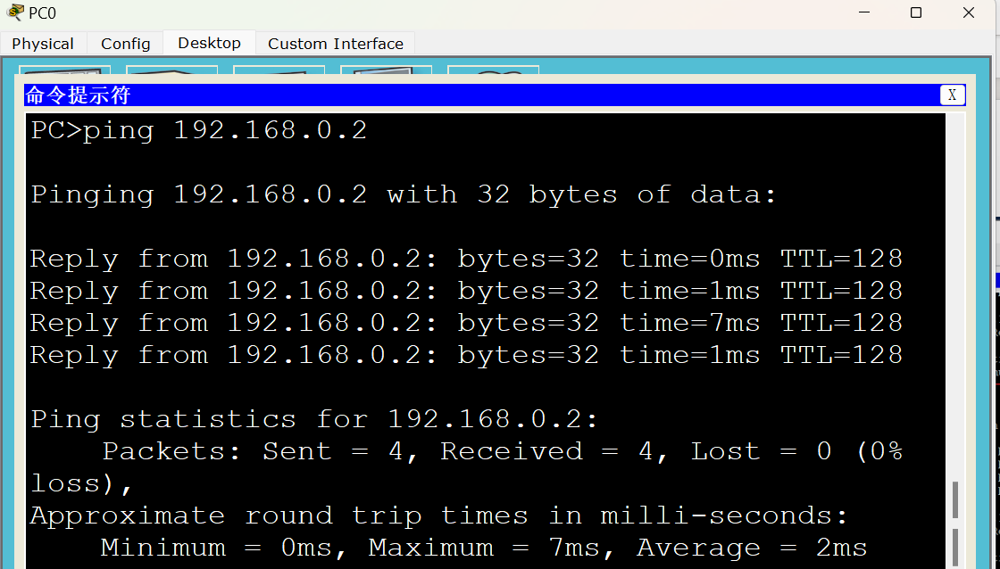 PC0
Physical Config Desktop Custom Interface
命令提示符 X
PC>ping 192.168.0.2
Pinging 192.168.0.2 with 32 bytes of data:
Reply from 192.168.0.2: bytes=32 time=0ms TTL=128
Reply from 192.168.0.2: bytes=32 time=1ms TTL=128
Reply from 192.168.0.2: bytes=32 time=7ms TTL=128
Reply from 192.168.0.2: bytes=32 time=1ms TTL=128
Ping statistics for 192.168.0.2:
Packets: Sent = 4, Received = 4, Lost = 0 (0%
loss),
Approximate round trip times in milli-seconds:
Minimum = 0ms, Maximum = 7ms, Average = 2ms